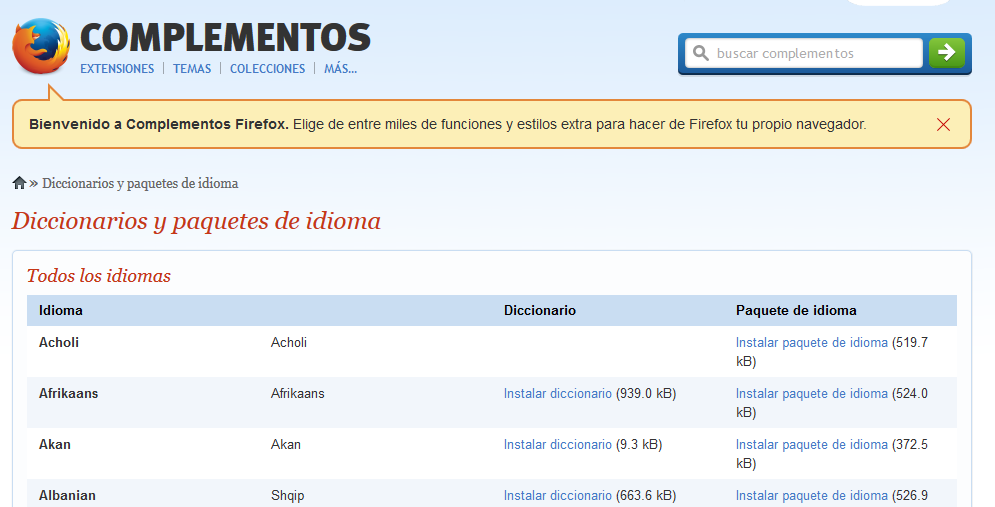 COMPLEMENTOS
EXTENSIONES | TEMAS | COLECCIONES | MÁS...
buscar complementos
Bienvenido a Complementos Firefox. Elige de entre miles de funciones y estilos extra para hacer de Firefox tu propio navegador.
» Diccionarios y paquetes de idioma
Diccionarios y paquetes de idioma
Todos los idiomas
Idioma Diccionario Paquete de idioma
Acholi Acholi Instalar paquete de idioma (519.7
kB)
Afrikaans Afrikaans Instalar diccionario (939.0 kB) Instalar paquete de idioma (524.0
kB)
Akan Akan Instalar diccionario (9.3 kB) Instalar paquete de idioma (372.5
kB)
Albanian Shqip Instalar diccionario (663.6 kB) Instalar paquete de idioma (526.9